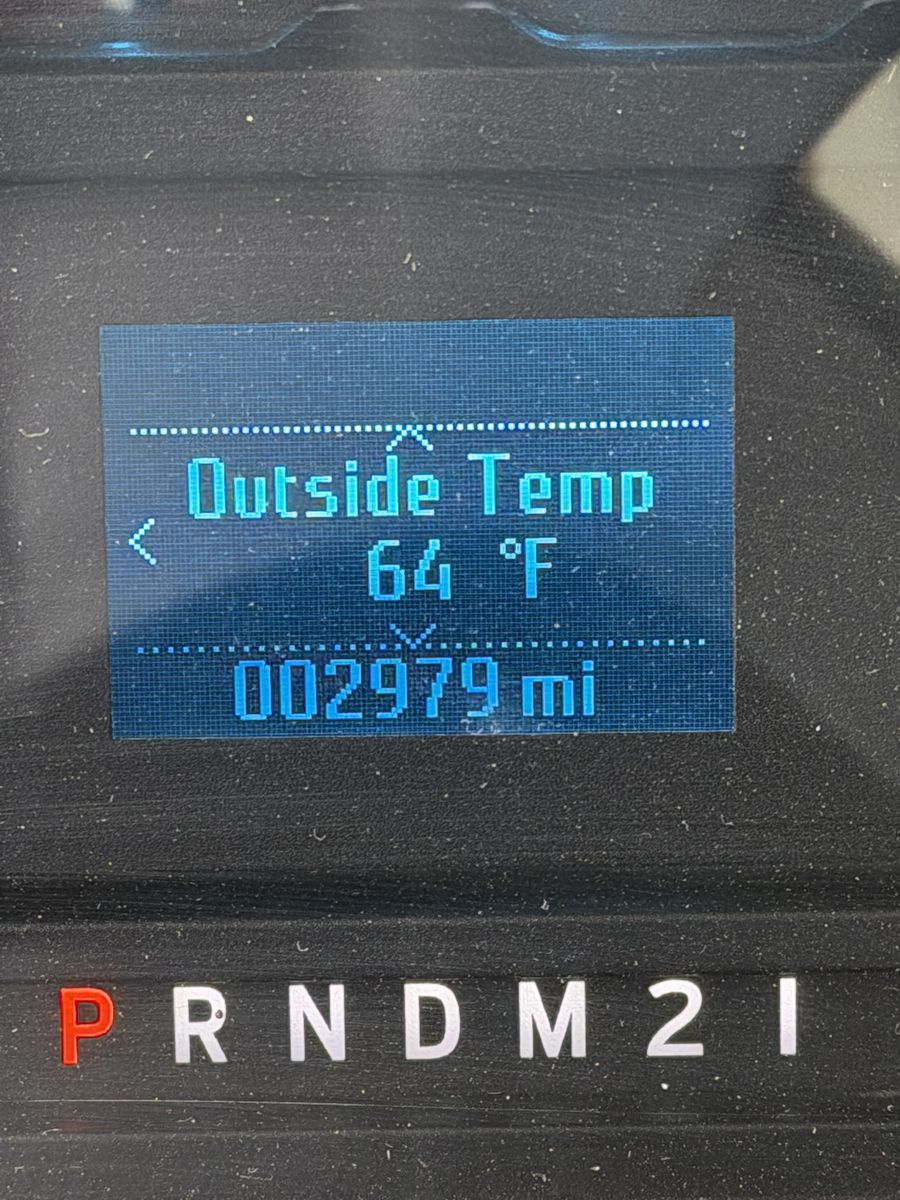 Outside Temp
64 °F
002979 mi
P R N D M 2 1